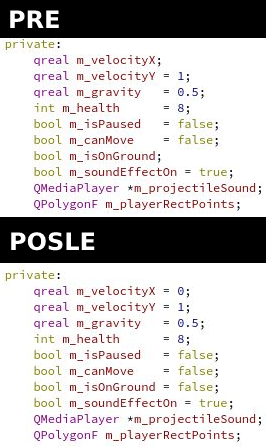 PRE
private:
    qreal m_velocityX;
    qreal m_velocityY = 1;
    qreal m_gravity   = 0.5;
    int m_health      = 8;
    bool m_isPaused   = false;
    bool m_canMove    = false;
    bool m_isOnGround;
    bool m_soundEffectOn = true;
    QMediaPlayer *m_projectileSound;
    QPolygonF m_playerRectPoints;
POSLE
private:
    qreal m_velocityX = 0;
    qreal m_velocityY = 1;
    qreal m_gravity   = 0.5;
    int m_health      = 8;
    bool m_isPaused   = false;
    bool m_canMove    = false;
    bool m_isOnGround = false;
    bool m_soundEffectOn = true;
    QMediaPlayer *m_projectileSound;
    QPolygonF m_playerRectPoints;